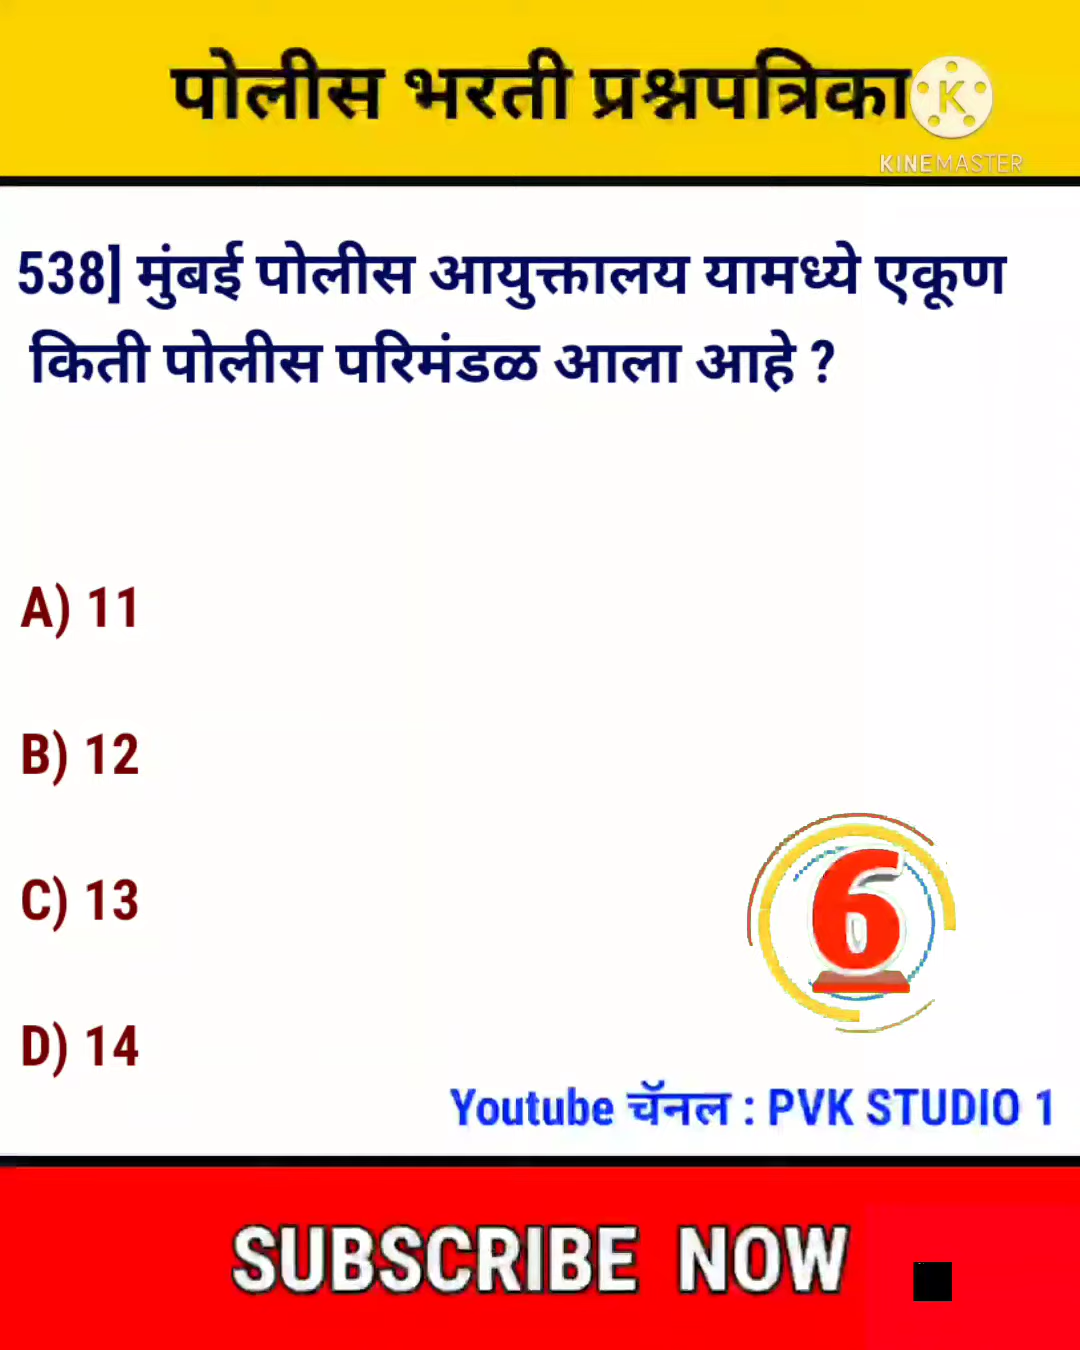 पोलीस भरती प्रश्नपत्रिका
K
KINEMASTER
538] मुंबई पोलीस आयुक्तालय यामध्ये एकूण
किती पोलीस परिमंडळ आला आहे ?
A) 11
B) 12
C) 13
6
D) 14
Youtube चॅनल : PVK STUDIO 1
SUBSCRIBE NOW